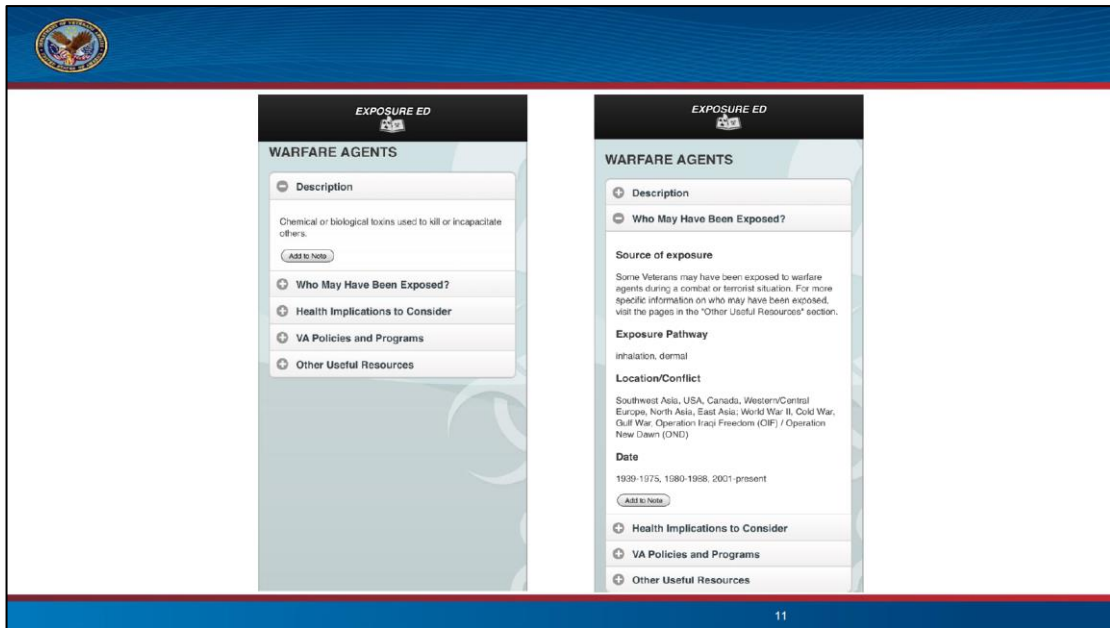 EXPOSURE ED
WARFARE AGENTS
Description
Chemical or biological toxins used to kill or incapacitate
others.
Add to Note
Who May Have Been Exposed?
Health Implications to Consider
VA Policies and Programs
Other Useful Resources
EXPOSURE ED
WARFARE AGENTS
Description
Who May Have Been Exposed?
Source of exposure
Some Veterans may have been exposed to warfare
agents during a combat or terrorist situation. For more
specific information on who may have been exposed,
visit the pages in the "Other Useful Resources" section.
Exposure Pathway
inhalation, dermal
Location/Conflict
Southwest Asia, USA, Canada, Western/Central
Europe, North Asia, East Asia; World War II, Cold War,
Gulf War, Operation Iraqi Freedom (OIF) / Operation
New Dawn (OND)
Date
1939-1975, 1980-1988, 2001-present
Add to Note
Health Implications to Consider
VA Policies and Programs
Other Useful Resources
11